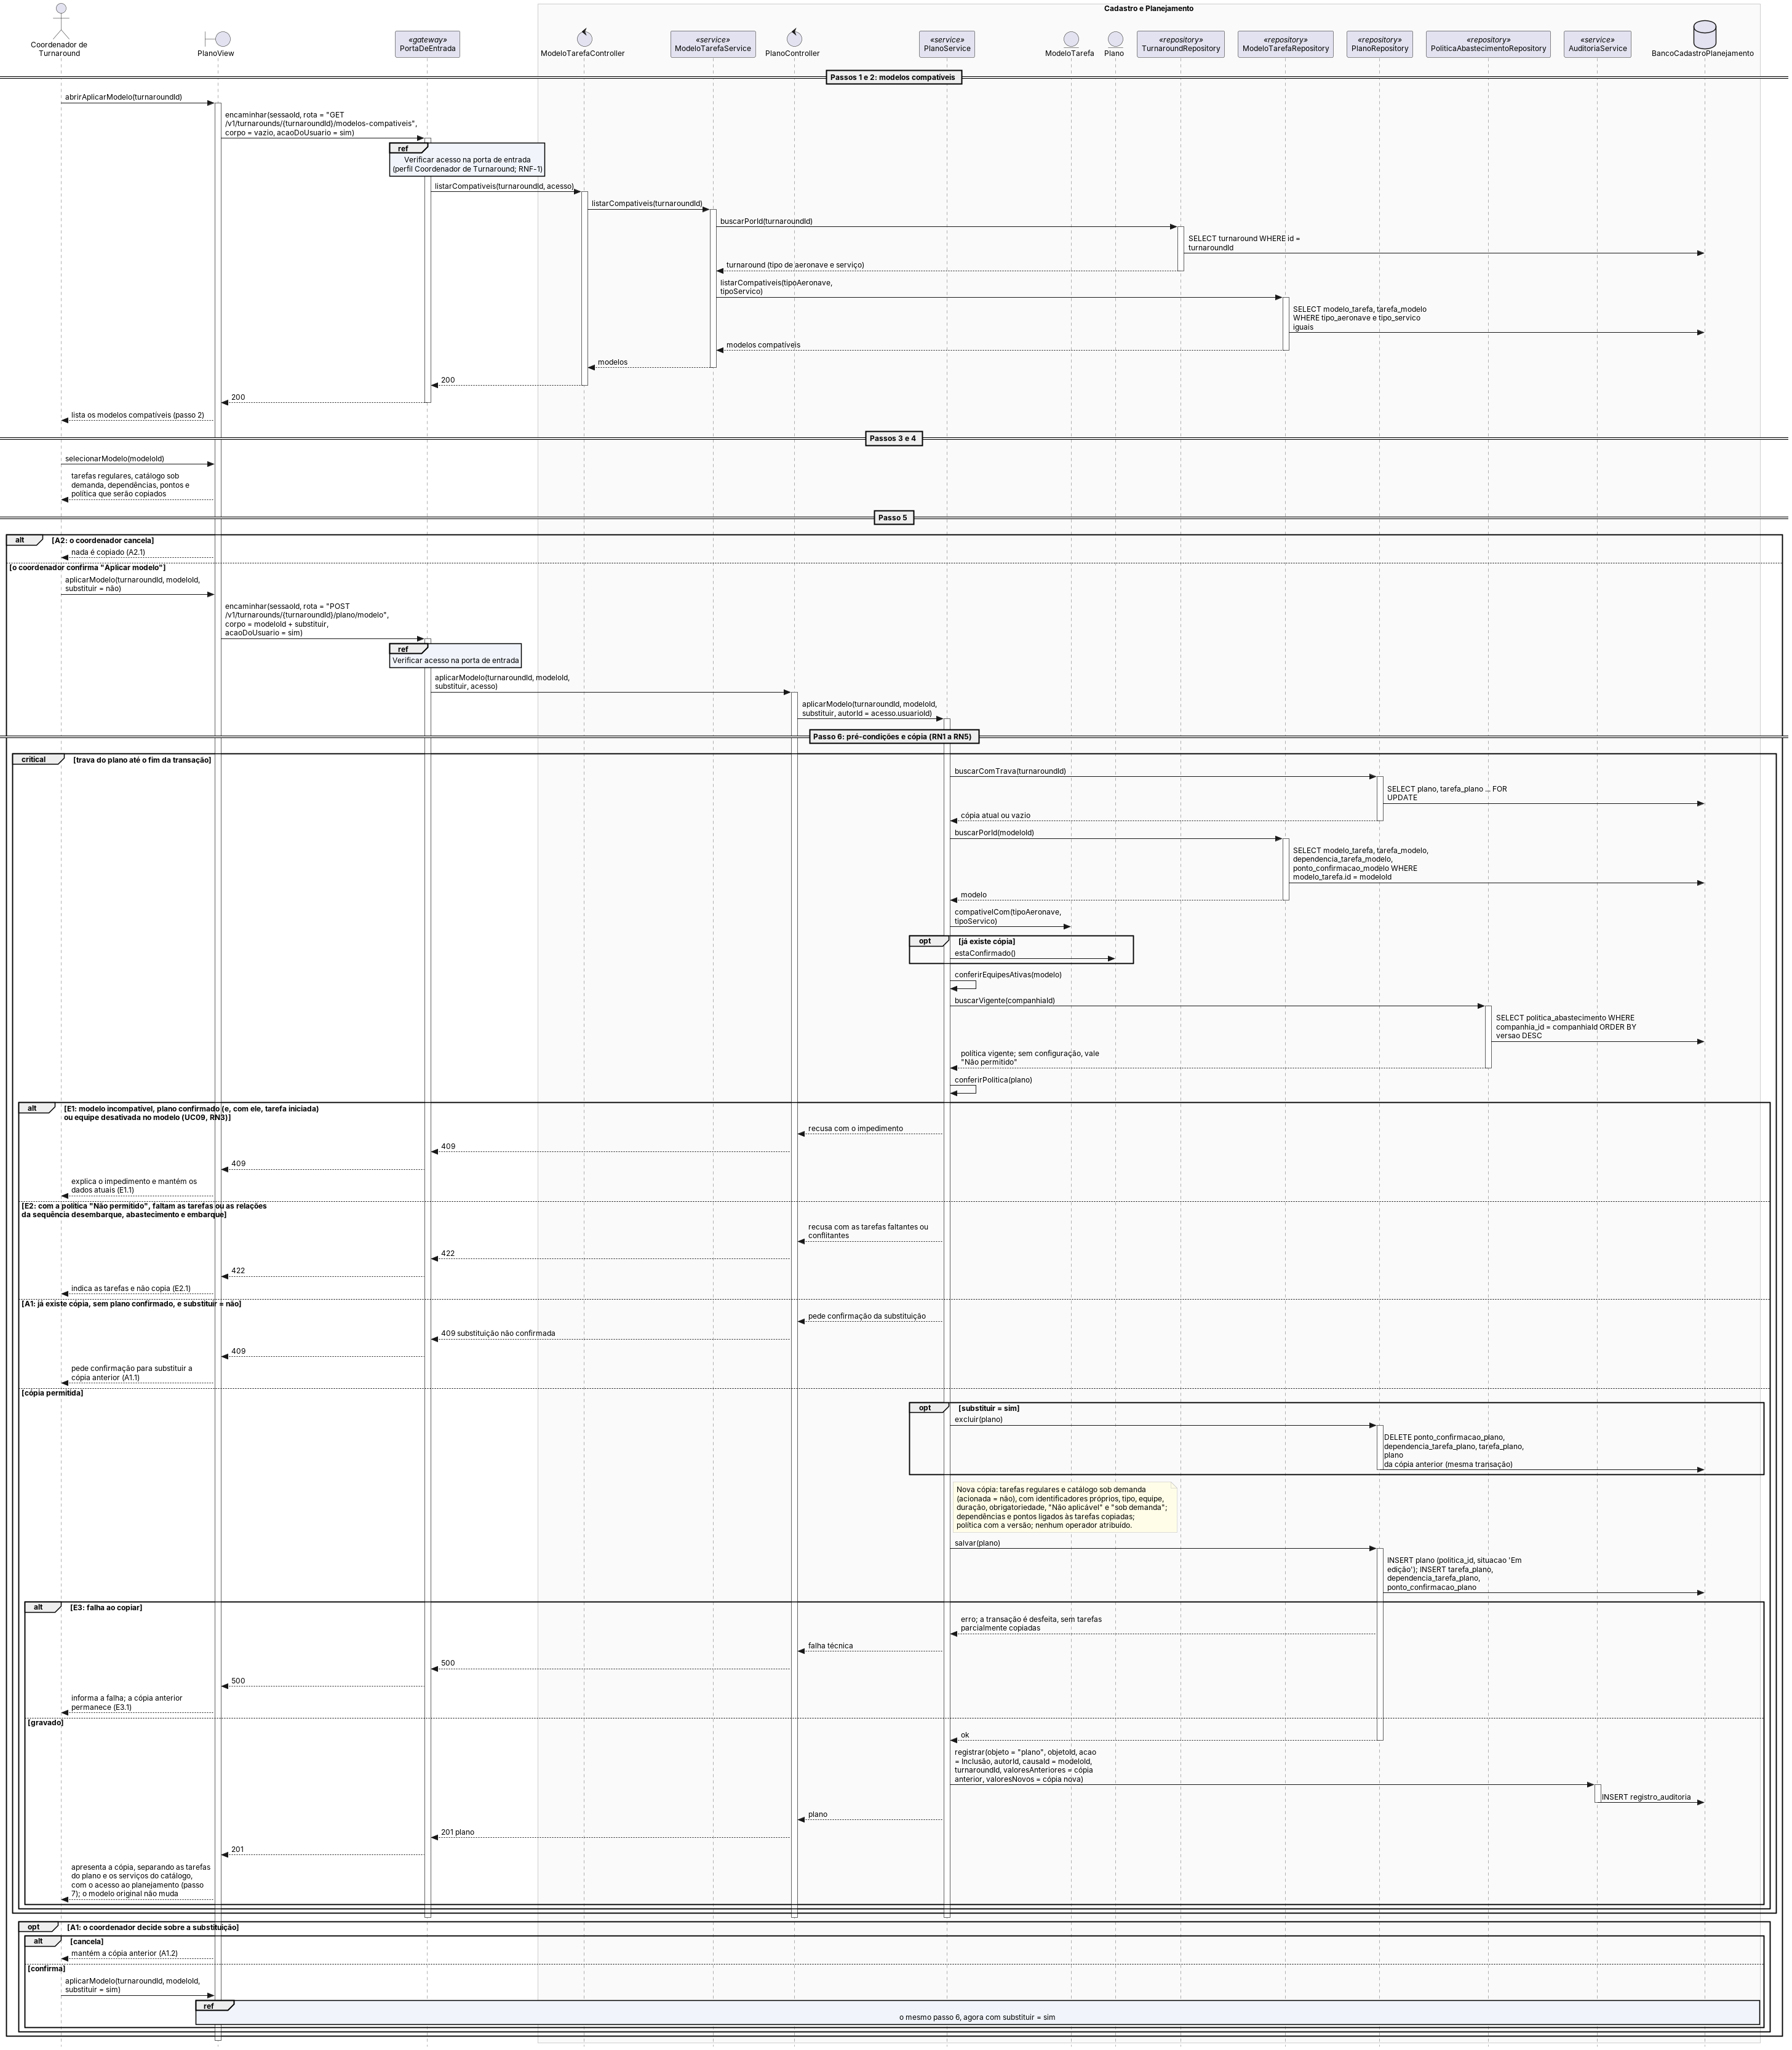 Cadastro e Planejamento
Coordenador de
Turnaround
PlanoView
«gateway»
PortaDeEntrada
ModeloTarefaController
«service»
ModeloTarefaService
PlanoController
«service»
PlanoService
ModeloTarefa
Plano
«repository»
TurnaroundRepository
«repository»
ModeloTarefaRepository
«repository»
PlanoRepository
«repository»
PoliticaAbastecimentoRepository
«service»
AuditoriaService
BancoCadastroPlanejamento
Passos 1 e 2: modelos compatíveis
abrirAplicarModelo(turnaroundId)
encaminhar(sessaoId, rota = "GET
/v1/turnarounds/{turnaroundId}/modelos-compativeis",
corpo = vazio, acaoDoUsuario = sim)
ref
Verificar acesso na porta de entrada
(perfil Coordenador de Turnaround; RNF-1)
listarCompativeis(turnaroundId, acesso)
listarCompativeis(turnaroundId)
buscarPorId(turnaroundId)
SELECT turnaround WHERE id =
turnaroundId
turnaround (tipo de aeronave e serviço)
listarCompativeis(tipoAeronave,
tipoServico)
SELECT modelo_tarefa, tarefa_modelo
WHERE tipo_aeronave e tipo_servico
iguais
modelos compatíveis
modelos
200
200
lista os modelos compatíveis (passo 2)
Passos 3 e 4
selecionarModelo(modeloId)
tarefas regulares, catálogo sob
demanda, dependências, pontos e
política que serão copiados
Passo 5
alt
[A2: o coordenador cancela]
nada é copiado (A2.1)
[o coordenador confirma "Aplicar modelo"]
aplicarModelo(turnaroundId, modeloId,
substituir = não)
encaminhar(sessaoId, rota = "POST
/v1/turnarounds/{turnaroundId}/plano/modelo",
corpo = modeloId + substituir,
acaoDoUsuario = sim)
ref
Verificar acesso na porta de entrada
aplicarModelo(turnaroundId, modeloId,
substituir, acesso)
aplicarModelo(turnaroundId, modeloId,
substituir, autorId = acesso.usuarioId)
Passo 6: pré-condições e cópia (RN1 a RN5)
critical
[trava do plano até o fim da transação]
buscarComTrava(turnaroundId)
SELECT plano, tarefa_plano ... FOR
UPDATE
cópia atual ou vazio
buscarPorId(modeloId)
SELECT modelo_tarefa, tarefa_modelo,
dependencia_tarefa_modelo,
ponto_confirmacao_modelo WHERE
modelo_tarefa.id = modeloId
modelo
compativelCom(tipoAeronave,
tipoServico)
opt
[já existe cópia]
estaConfirmado()
conferirEquipesAtivas(modelo)
buscarVigente(companhiaId)
SELECT politica_abastecimento WHERE
companhia_id = companhiaId ORDER BY
versao DESC
política vigente; sem configuração, vale
"Não permitido"
conferirPolitica(plano)
alt
[E1: modelo incompatível, plano confirmado (e, com ele, tarefa iniciada)
ou equipe desativada no modelo (UC09, RN3)]
recusa com o impedimento
409
409
explica o impedimento e mantém os
dados atuais (E1.1)
[E2: com a política "Não permitido", faltam as tarefas ou as relações
da sequência desembarque, abastecimento e embarque]
recusa com as tarefas faltantes ou
conflitantes
422
422
indica as tarefas e não copia (E2.1)
[A1: já existe cópia, sem plano confirmado, e substituir = não]
pede confirmação da substituição
409 substituição não confirmada
409
pede confirmação para substituir a
cópia anterior (A1.1)
[cópia permitida]
opt
[substituir = sim]
excluir(plano)
DELETE ponto_confirmacao_plano,
dependencia_tarefa_plano, tarefa_plano,
plano
da cópia anterior (mesma transação)
Nova cópia: tarefas regulares e catálogo sob demanda
(acionada = não), com identificadores próprios, tipo, equipe,
duração, obrigatoriedade, "Não aplicável" e "sob demanda";
dependências e pontos ligados às tarefas copiadas;
política com a versão; nenhum operador atribuído.
salvar(plano)
INSERT plano (politica_id, situacao 'Em
edição'); INSERT tarefa_plano,
dependencia_tarefa_plano,
ponto_confirmacao_plano
alt
[E3: falha ao copiar]
erro; a transação é desfeita, sem tarefas
parcialmente copiadas
falha técnica
500
500
informa a falha; a cópia anterior
permanece (E3.1)
[gravado]
ok
registrar(objeto = "plano", objetoId, acao
= Inclusão, autorId, causaId = modeloId,
turnaroundId, valoresAnteriores = cópia
anterior, valoresNovos = cópia nova)
INSERT registro_auditoria
plano
201 plano
201
apresenta a cópia, separando as tarefas
do plano e os serviços do catálogo,
com o acesso ao planejamento (passo
7); o modelo original não muda
opt
[A1: o coordenador decide sobre a substituição]
alt
[cancela]
mantém a cópia anterior (A1.2)
[confirma]
aplicarModelo(turnaroundId, modeloId,
substituir = sim)
ref
o mesmo passo 6, agora com substituir = sim